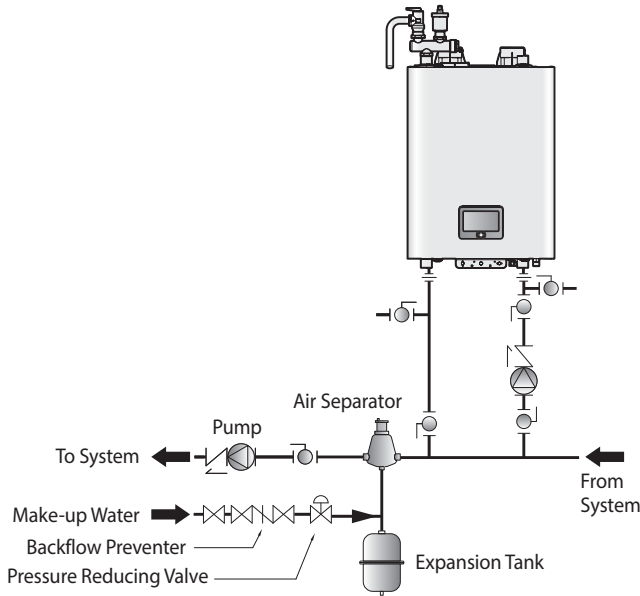 Air Separator
Pump
To System
From
System
Make-up Water
Backflow Preventer
Expansion Tank
Pressure Reducing Valve